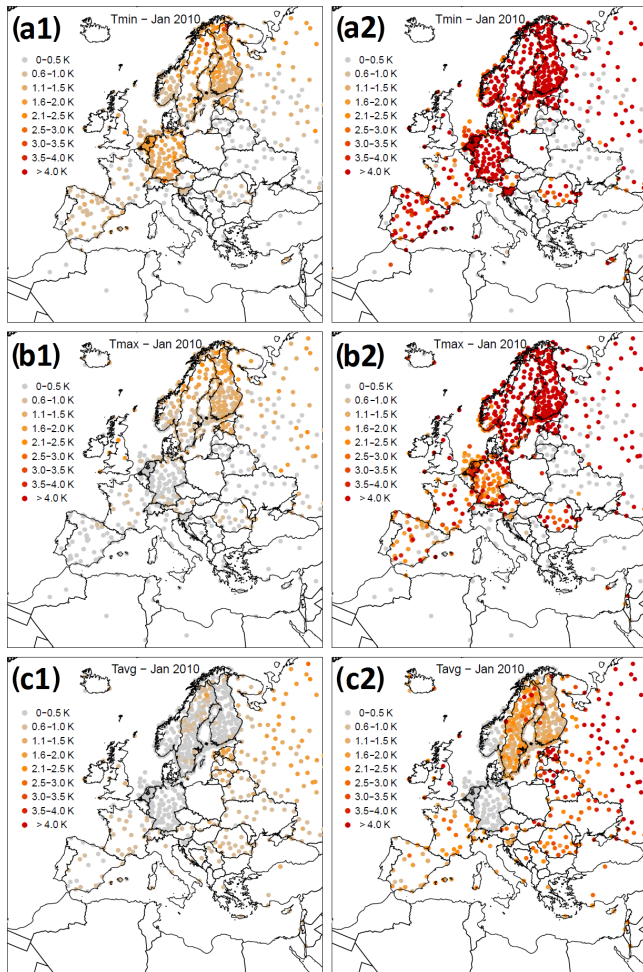 (a1)
Tmin – Jan 2010
0–0.5 K
0.6–1.0 K
1.1–1.5 K
1.6–2.0 K
2.1–2.5 K
2.5–3.0 K
3.0–3.5 K
3.5–4.0 K
> 4.0 K
(a2)
Tmin – Jan 2010
0–0.5 K
0.6–1.0 K
1.1–1.5 K
1.6–2.0 K
2.1–2.5 K
2.5–3.0 K
3.0–3.5 K
3.5–4.0 K
> 4.0 K
(b1)
Tmax – Jan 2010
0–0.5 K
0.6–1.0 K
1.1–1.5 K
1.6–2.0 K
2.1–2.5 K
2.5–3.0 K
3.0–3.5 K
3.5–4.0 K
> 4.0 K
(b2)
Tmax – Jan 2010
0–0.5 K
0.6–1.0 K
1.1–1.5 K
1.6–2.0 K
2.1–2.5 K
2.5–3.0 K
3.0–3.5 K
3.5–4.0 K
> 4.0 K
(c1)
Tavg – Jan 2010
0–0.5 K
0.6–1.0 K
1.1–1.5 K
1.6–2.0 K
2.1–2.5 K
2.5–3.0 K
3.0–3.5 K
3.5–4.0 K
> 4.0 K
(c2)
Tavg – Jan 2010
0–0.5 K
0.6–1.0 K
1.1–1.5 K
1.6–2.0 K
2.1–2.5 K
2.5–3.0 K
3.0–3.5 K
3.5–4.0 K
> 4.0 K